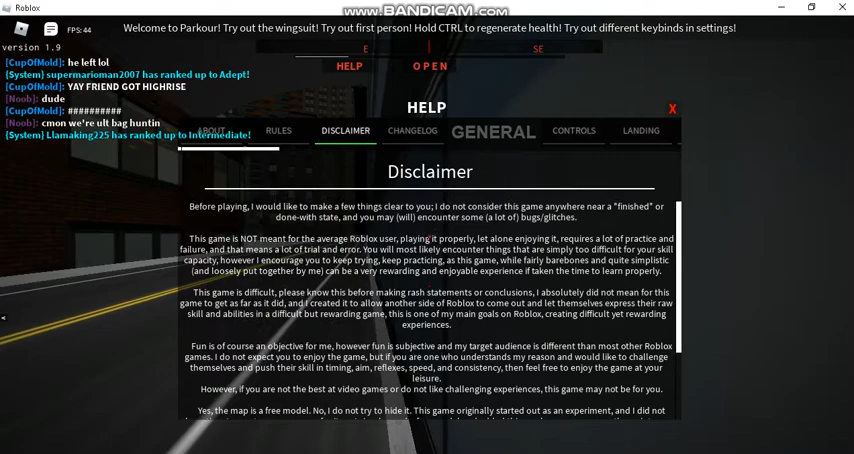 www.BANDICAM.com
Roblox
FPS: 44
Welcome to Parkour! Try out the wingsuit! Try out first person! Hold CTRL to regenerate health! Try out different keybinds in settings!
version 1.9
E
SE
HELP
OPEN
[CupOfMold]: he left lol
{System} supermarioman2007 has ranked up to Adept!
[CupOfMold]: YAY FRIEND GOT HIGHRISE
[Noob]: dude
[CupOfMold]: ##########
[Noob]: cmon we're ult bag huntin
{System} Llamaking225 has ranked up to Intermediate!
HELP
X
ABOUT
RULES
DISCLAIMER
CHANGELOG
GENERAL
CONTROLS
LANDING
Disclaimer
Before playing, I would like to make a few things clear to you; I do not consider this game anywhere near a "finished" or
done-with state, and you may (will) encounter some (a lot of) bugs/glitches.
This game is NOT meant for the average Roblox user, playing it properly, let alone enjoying it, requires a lot of practice and
failure, and that means a lot of trial and error. You will most likely encounter things that are simply too difficult for your skill
capacity, however I encourage you to keep trying, keep practicing, as this game, while fairly barebones and quite simplistic
(and loosely put together by me) can be a very rewarding and enjoyable experience if taken the time to learn properly.
This game is difficult, please know this before making rash statements or conclusions, I absolutely did not mean for this
game to get as far as it did, and I created it to allow another side of Roblox to come out and let themselves express their raw
skill and abilities in a difficult but rewarding game, this is one of my main goals on Roblox, creating difficult yet rewarding
experiences.
Fun is of course an objective for me, however fun is subjective and my target audience is different than most other Roblox
games. I do not expect you to enjoy the game, but if you are one who understands my reason and would like to challenge
themselves and push their skill in timing, aim, reflexes, speed, and consistency, then feel free to enjoy the game at your
leisure.
However, if you are not the best at video games or do not like challenging experiences, this game may not be for you.
Yes, the map is a free model. No, I do not try to hide it. This game originally started out as an experiment, and I did not